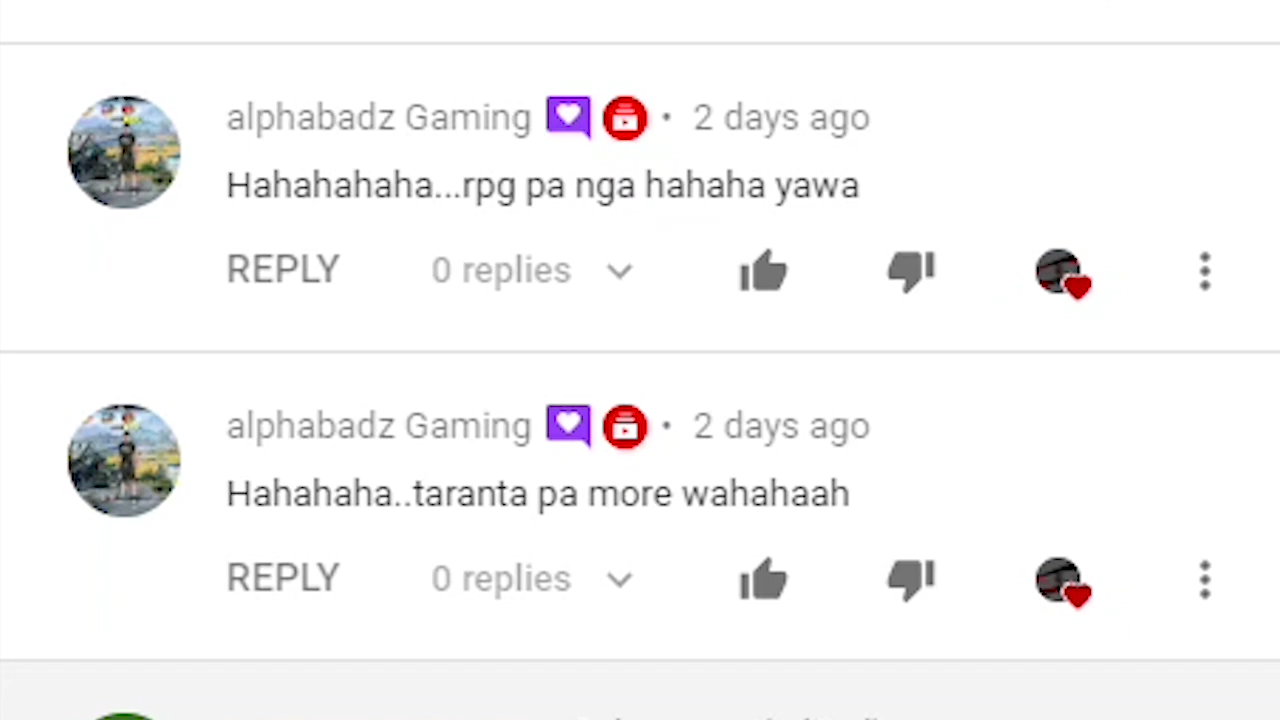 alphabadz Gaming • 2 days ago
Hahahahaha...rpg pa nga hahaha yawa
REPLY 0 replies
alphabadz Gaming • 2 days ago
Hahahaha..taranta pa more wahahaah
REPLY 0 replies